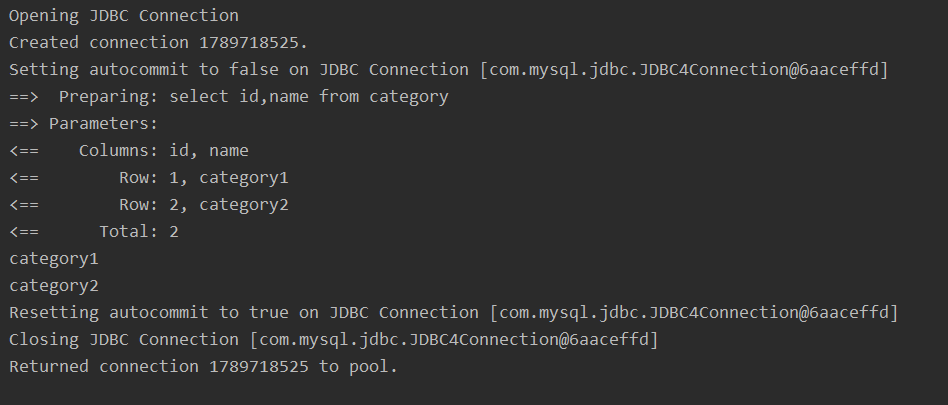 Opening JDBC Connection
Created connection 1789718525.
Setting autocommit to false on JDBC Connection [com.mysql.jdbc.JDBC4Connection@6aaceffd]
==>  Preparing: select id,name from category
==> Parameters:
<==    Columns: id, name
<==        Row: 1, category1
<==        Row: 2, category2
<==      Total: 2
category1
category2
Resetting autocommit to true on JDBC Connection [com.mysql.jdbc.JDBC4Connection@6aaceffd]
Closing JDBC Connection [com.mysql.jdbc.JDBC4Connection@6aaceffd]
Returned connection 1789718525 to pool.